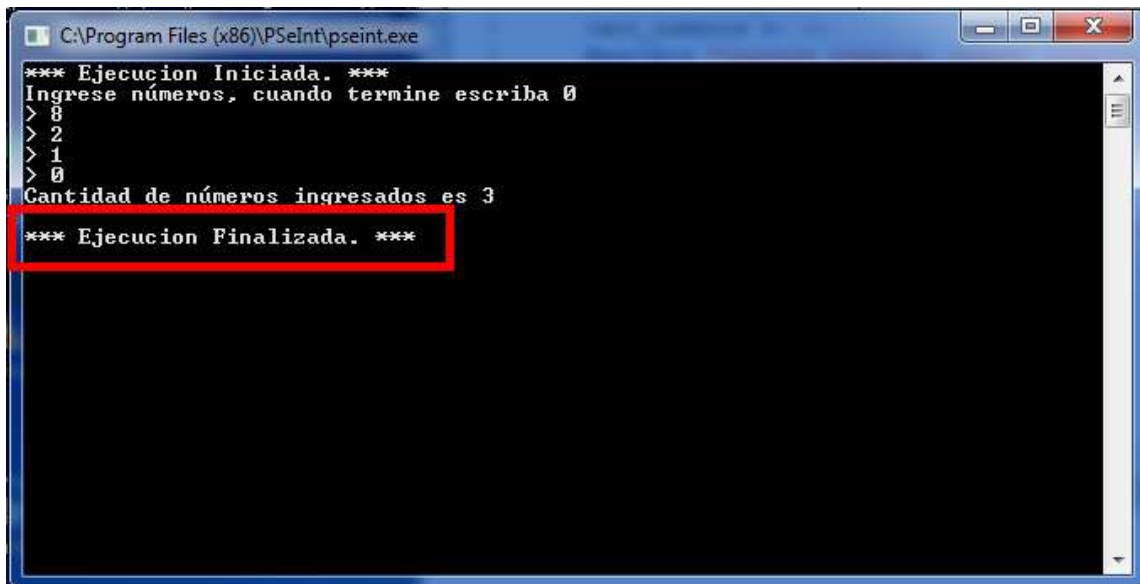 C:\Program Files (x86)\PSeInt\pseint.exe
*** Ejecucion Iniciada. ***
Ingrese números, cuando termine escriba 0
> 8
> 2
> 1
> 0
Cantidad de números ingresados es 3
*** Ejecucion Finalizada. ***